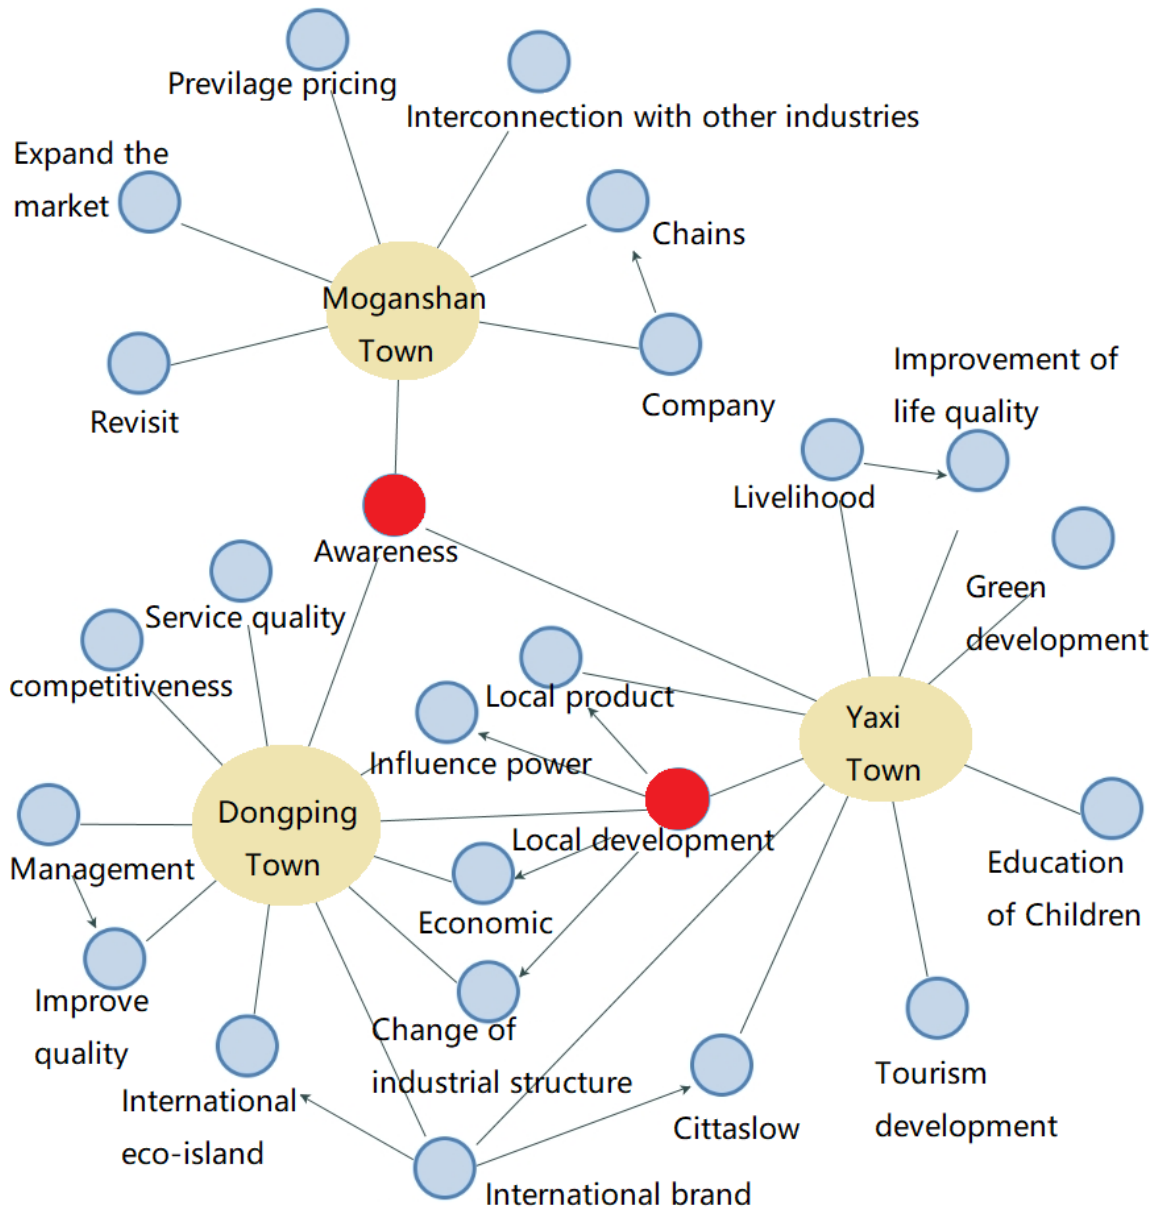 Previlage pricing
Interconnection with other industries
Expand the
market
Chains
Moganshan
Town
Revisit
Company
Improvement of
life quality
Livelihood
Awareness
Green
development
Service quality
competitiveness
Local product
Influence power
Yaxi
Town
Dongping
Town
Local development
Management
Economic
Education
of Children
Improve
quality
Change of
industrial structure
International
eco-island
Tourism
development
Cittaslow
International brand